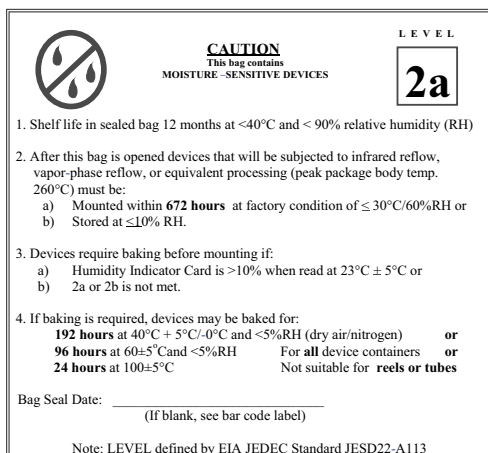 LEVEL
CAUTION
This bag contains
MOISTURE –SENSITIVE DEVICES
2a
1. Shelf life in sealed bag 12 months at <40°C and < 90% relative humidity (RH)
2. After this bag is opened devices that will be subjected to infrared reflow,
vapor-phase reflow, or equivalent processing (peak package body temp.
260°C) must be:
a) Mounted within 672 hours at factory condition of ≤ 30°C/60%RH or
b) Stored at ≤10% RH.
3. Devices require baking before mounting if:
a) Humidity Indicator Card is >10% when read at 23°C ± 5°C or
b) 2a or 2b is not met.
4. If baking is required, devices may be baked for:
192 hours at 40°C + 5°C/-0°C and <5%RH (dry air/nitrogen) or
96 hours at 60±5°Cand <5%RH For all device containers or
24 hours at 100±5°C Not suitable for reels or tubes
Bag Seal Date: ______________________________
(If blank, see bar code label)
Note: LEVEL defined by EIA JEDEC Standard JESD22-A113